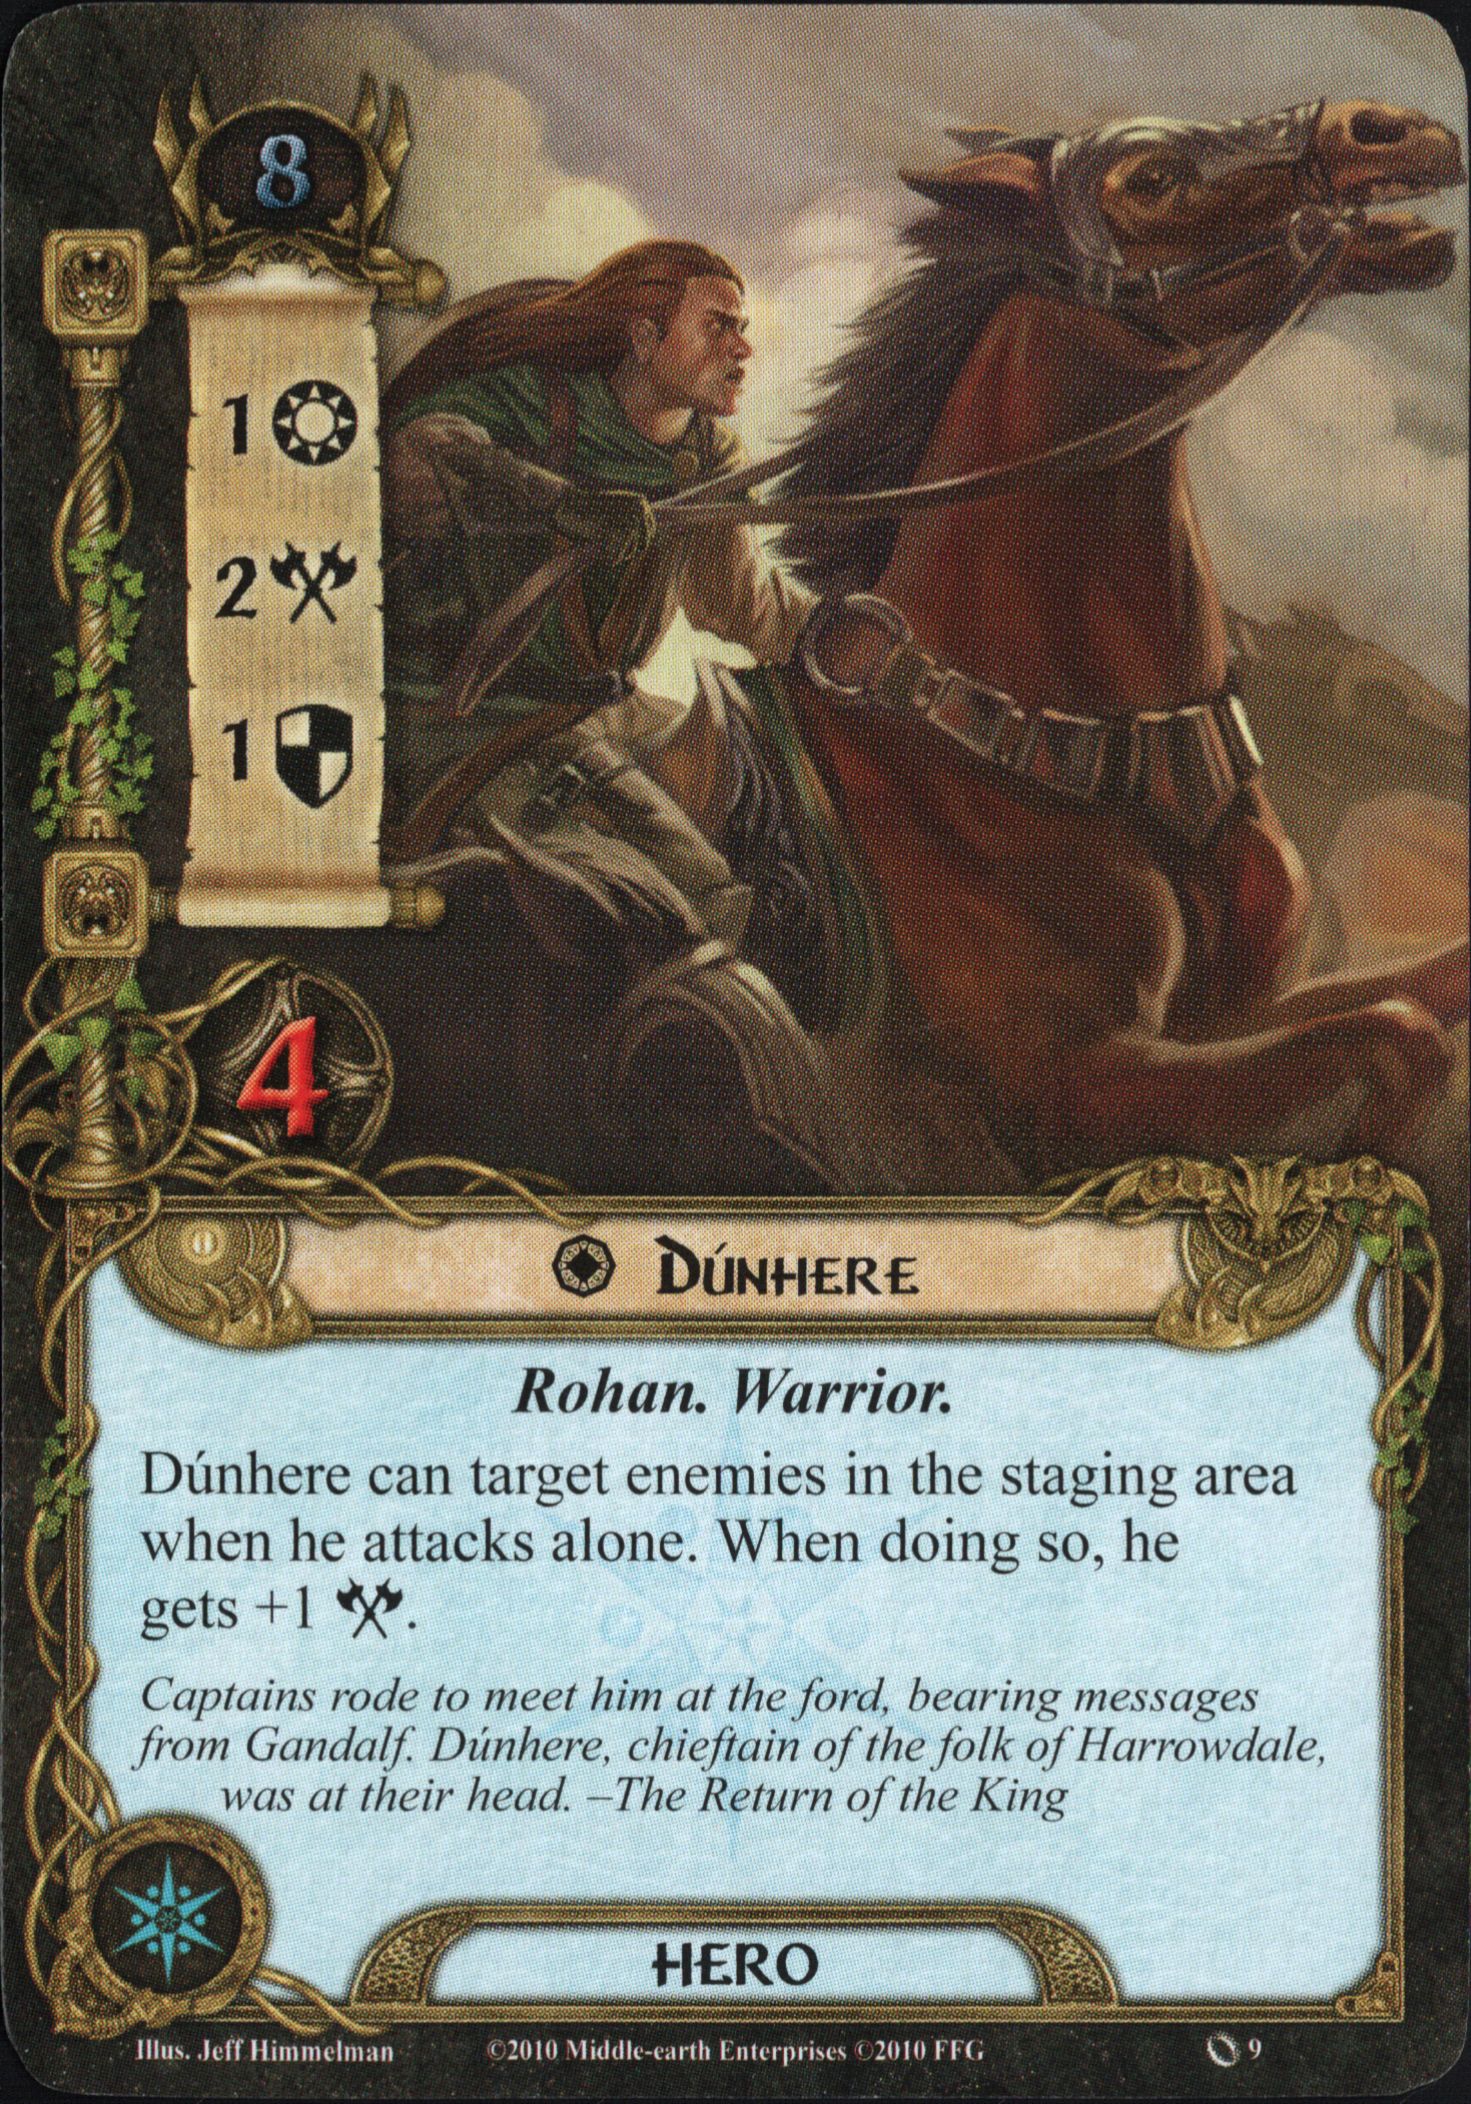 8
1
2
1
4
Dúnhere
Rohan. Warrior.
Dúnhere can target enemies in the staging area
when he attacks alone. When doing so, he
gets +1 .
Captains rode to meet him at the ford, bearing messages
from Gandalf. Dúnhere, chieftain of the folk of Harrowdale,
was at their head. –The Return of the King
HERO
Illus. Jeff Himmelman ©2010 Middle-earth Enterprises ©2010 FFG 9